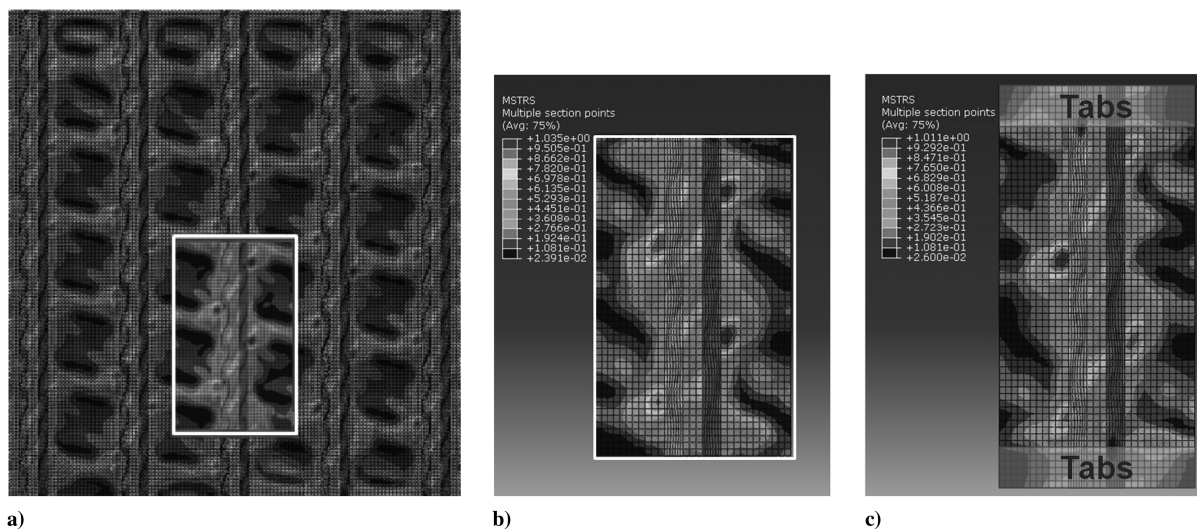 MSTRS
Multiple section points
(Avg: 75%)
+1.035e+00
+9.505e-01
+8.662e-01
+7.820e-01
+6.978e-01
+6.135e-01
+5.293e-01
+4.451e-01
+3.608e-01
+2.766e-01
+1.924e-01
+1.081e-01
+2.391e-02
MSTRS
Multiple section points
(Avg: 75%)
+1.011e+00
+9.292e-01
+8.471e-01
+7.650e-01
+6.829e-01
+6.008e-01
+5.187e-01
+4.366e-01
+3.545e-01
+2.723e-01
+1.902e-01
+1.081e-01
+2.600e-02
Tabs
Tabs
a)
b)
c)